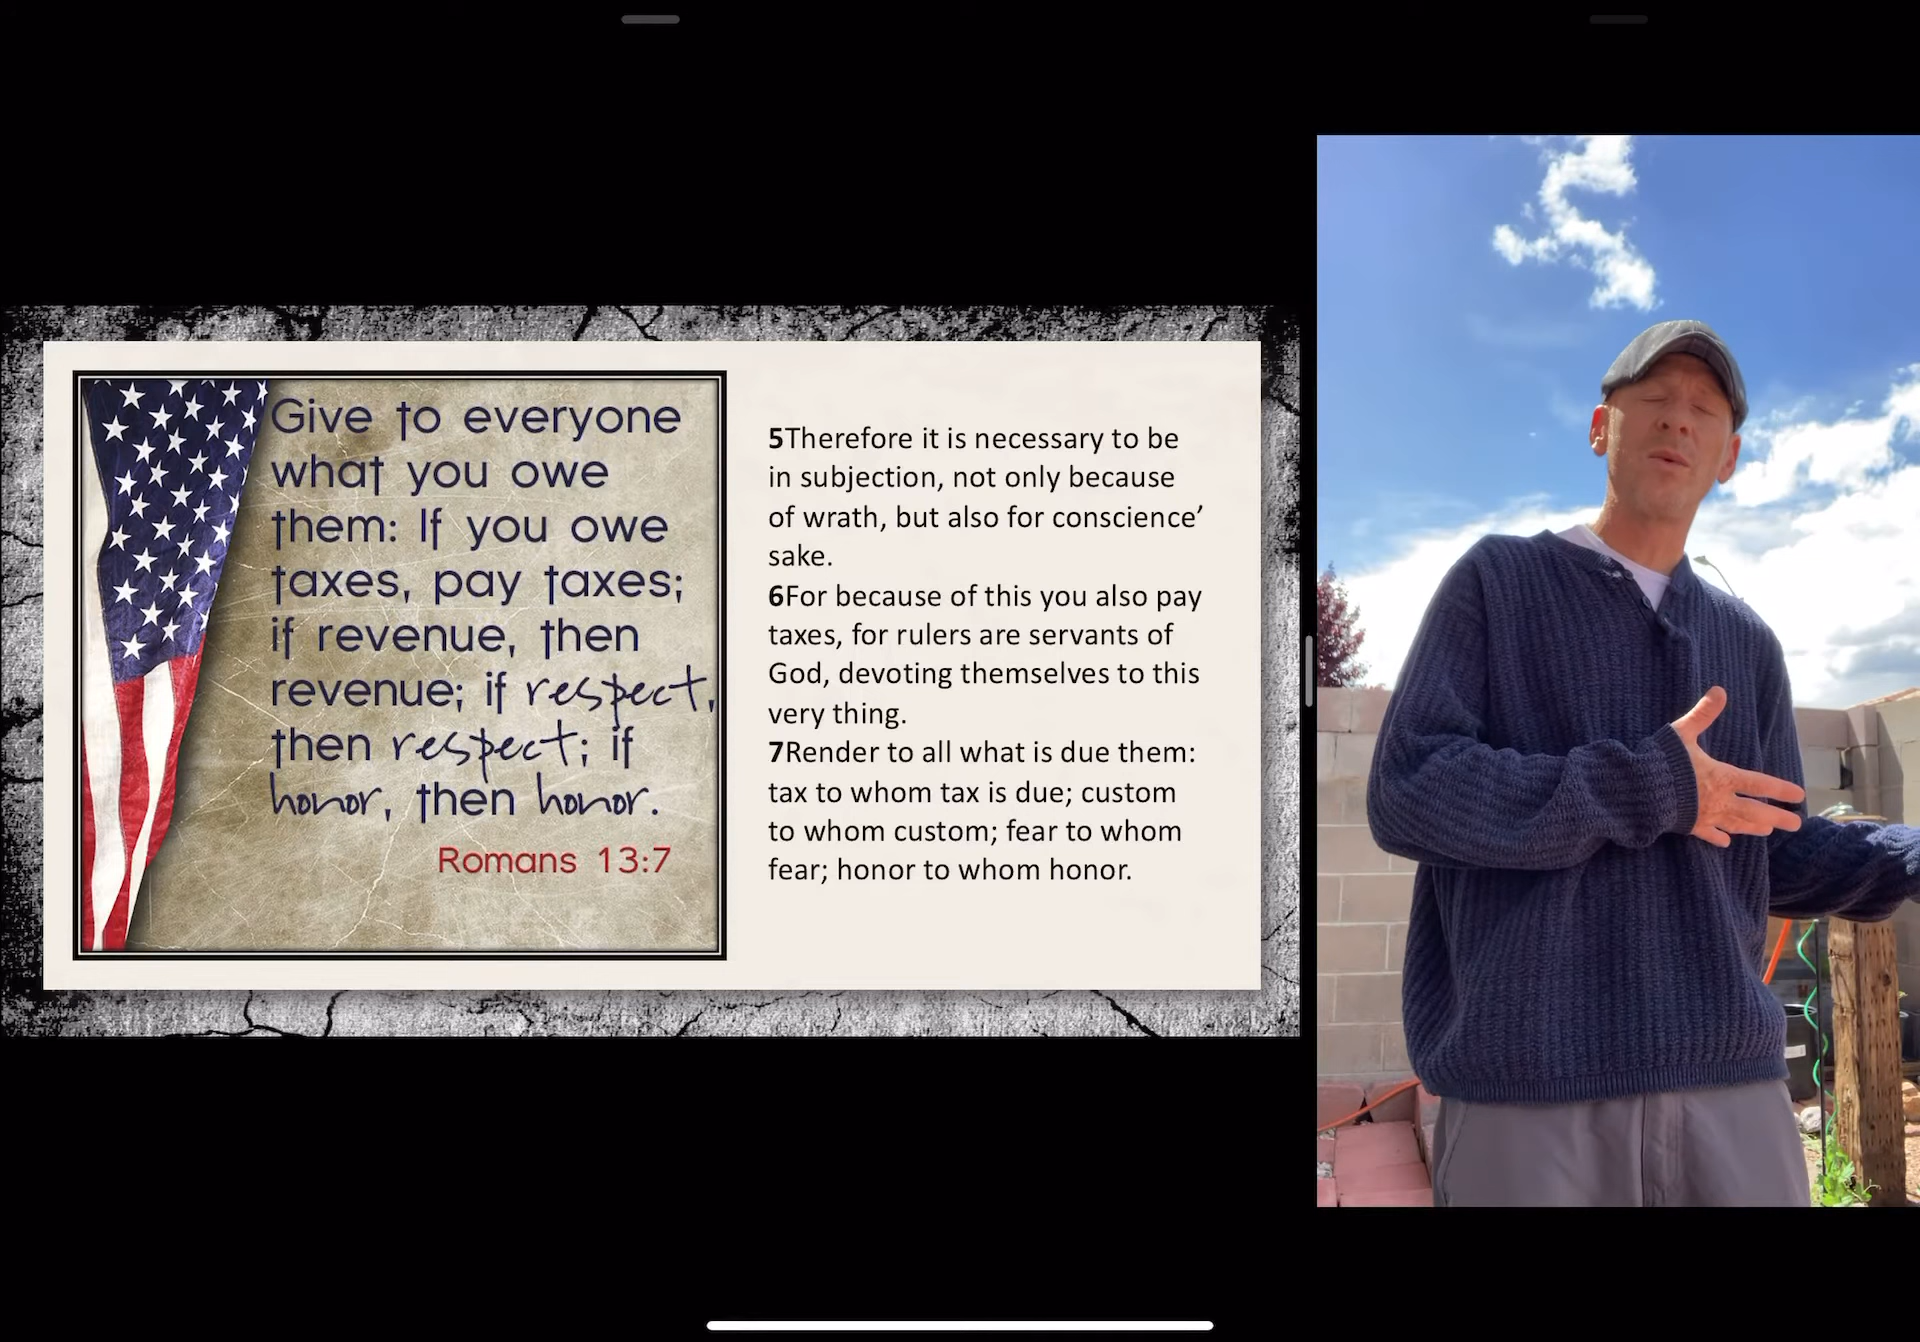 Give to everyone
what you owe
them: If you owe
taxes, pay taxes;
if revenue, then
revenue; if respect,
then respect; if
honor, then honor.
Romans 13:7
5Therefore it is necessary to be
in subjection, not only because
of wrath, but also for conscience’
sake.
6For because of this you also pay
taxes, for rulers are servants of
God, devoting themselves to this
very thing.
7Render to all what is due them:
tax to whom tax is due; custom
to whom custom; fear to whom
fear; honor to whom honor.